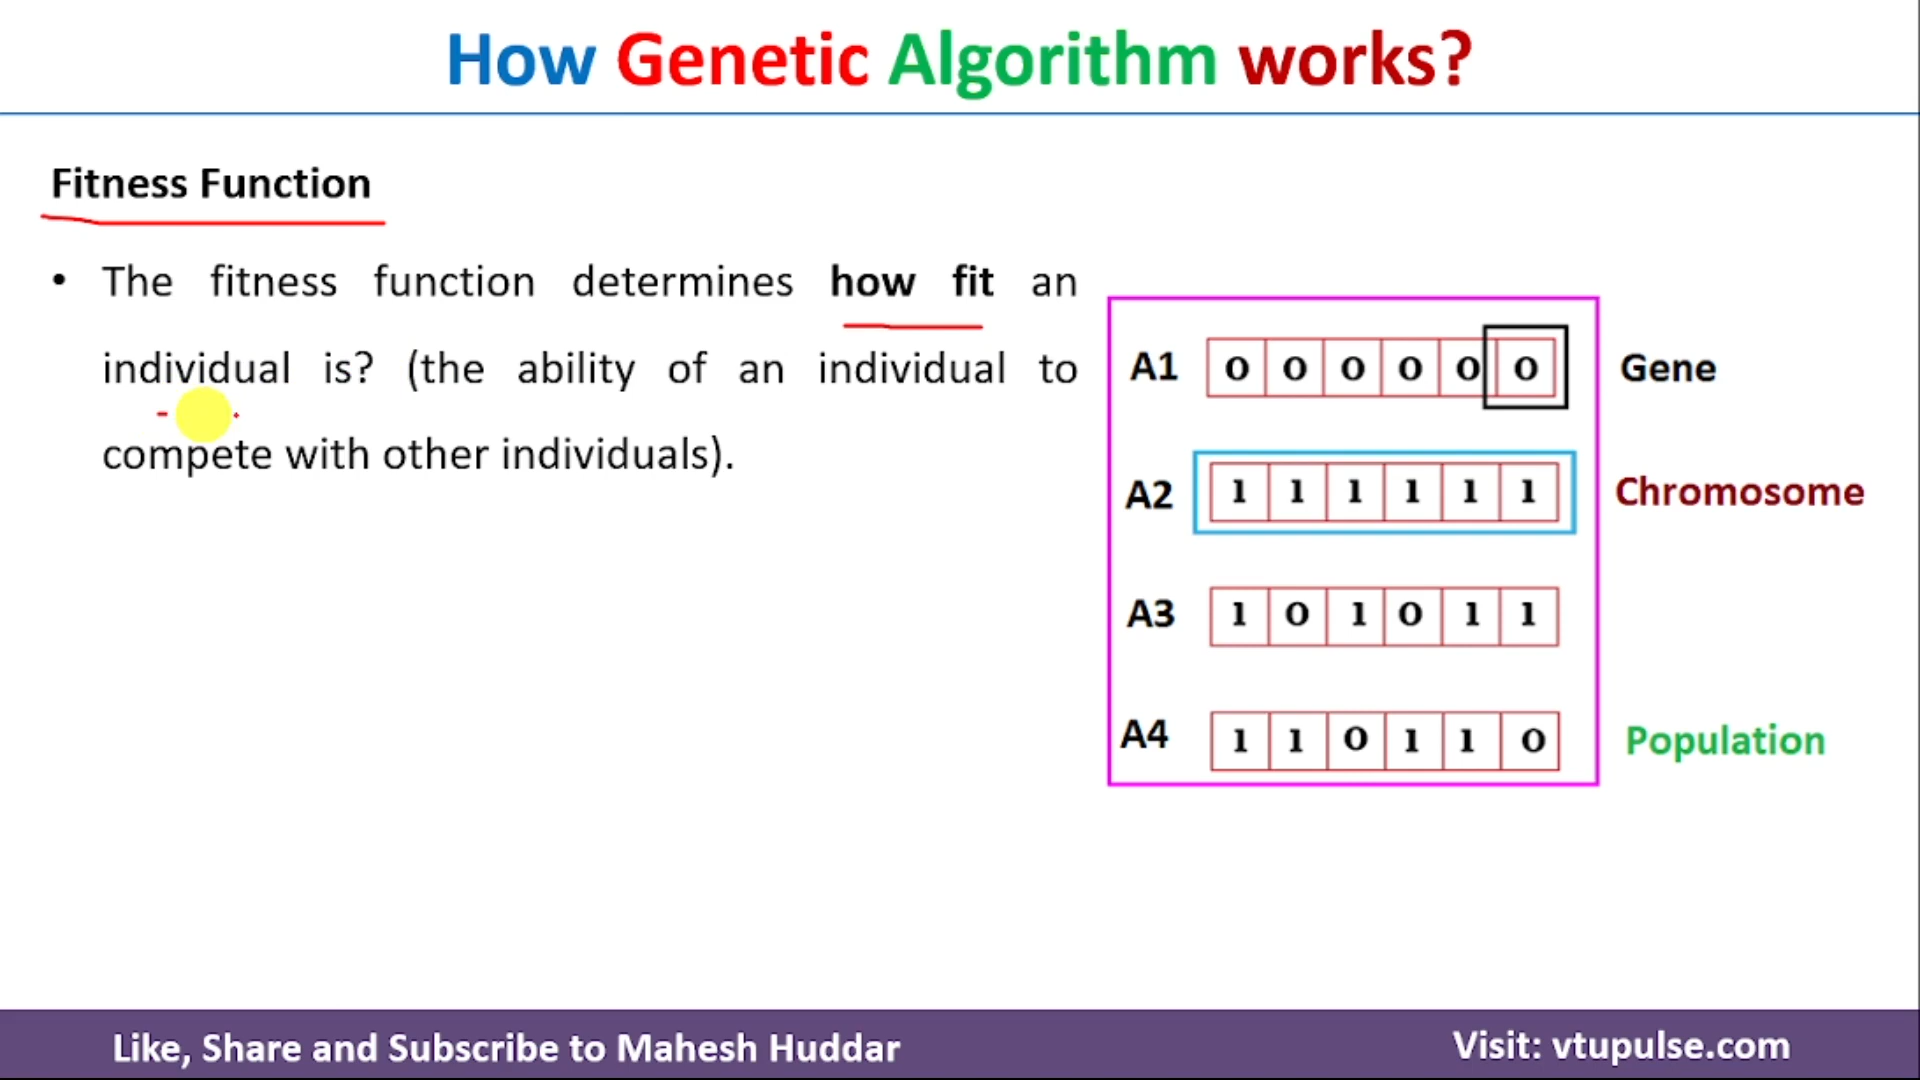 How Genetic Algorithm works?
Fitness Function
• The fitness function determines how fit an
individual is? (the ability of an individual to
compete with other individuals).
A1 0 0 0 0 0 0 Gene
A2 1 1 1 1 1 1 Chromosome
A3 1 0 1 0 1 1
A4 1 1 0 1 1 0 Population
Like, Share and Subscribe to Mahesh Huddar
Visit: vtupulse.com